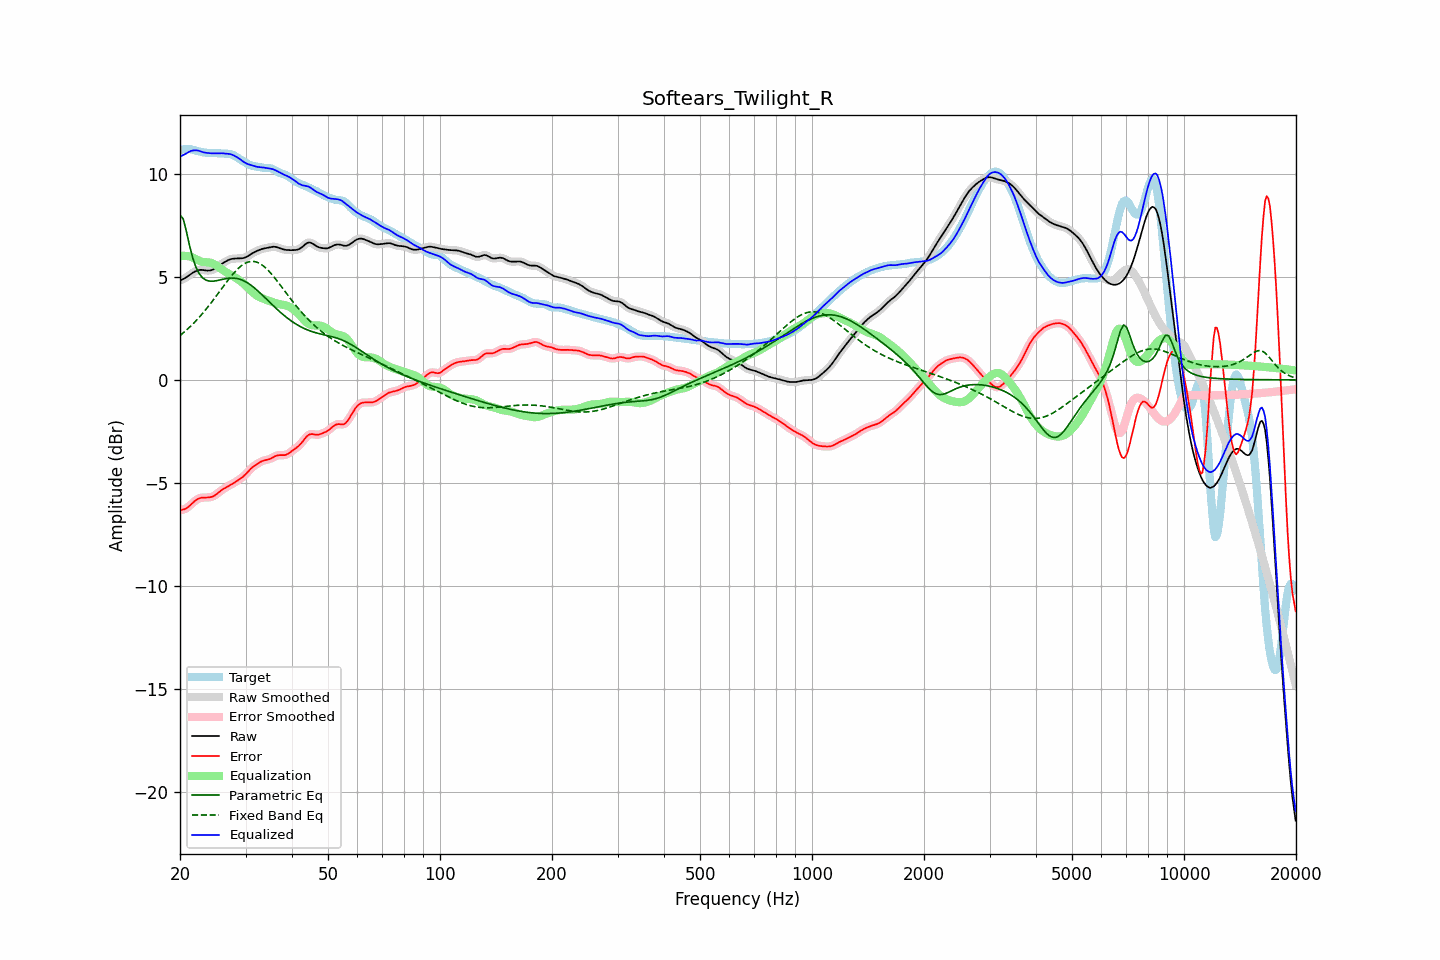 Softears_Twilight_R
Amplitude (dBr)
10
5
0
−5
−10
−15
−20
Target
Raw Smoothed
Error Smoothed
Raw
Error
Equalization
Parametric Eq
Fixed Band Eq
Equalized
20 50 100 200 500 1000 2000 5000 10000 20000
Frequency (Hz)